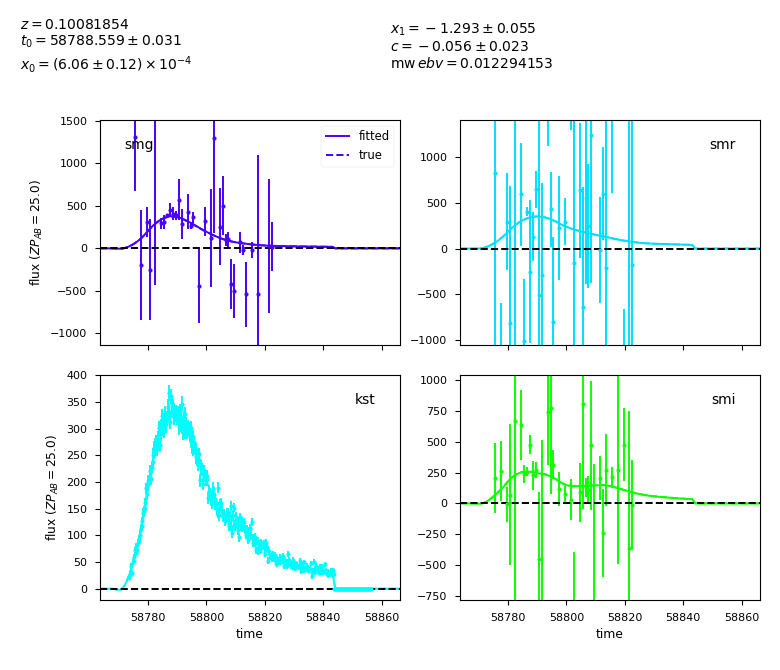 z = 0.10081854
t₀ = 58788.559 ± 0.031
x₀ = (6.06 ± 0.12) × 10⁻⁴
x₁ = −1.293 ± 0.055
c = −0.056 ± 0.023
mw ebv = 0.012294153
smg
fitted
true
1500
1000
500
0
−500
−1000
flux (ZP_AB = 25.0)
smr
1000
500
0
−500
−1000
kst
400
350
300
250
200
150
100
50
0
flux (ZP_AB = 25.0)
58780 58800 58820 58840 58860
time
smi
1000
750
500
250
0
−250
−500
−750
58780 58800 58820 58840 58860
time